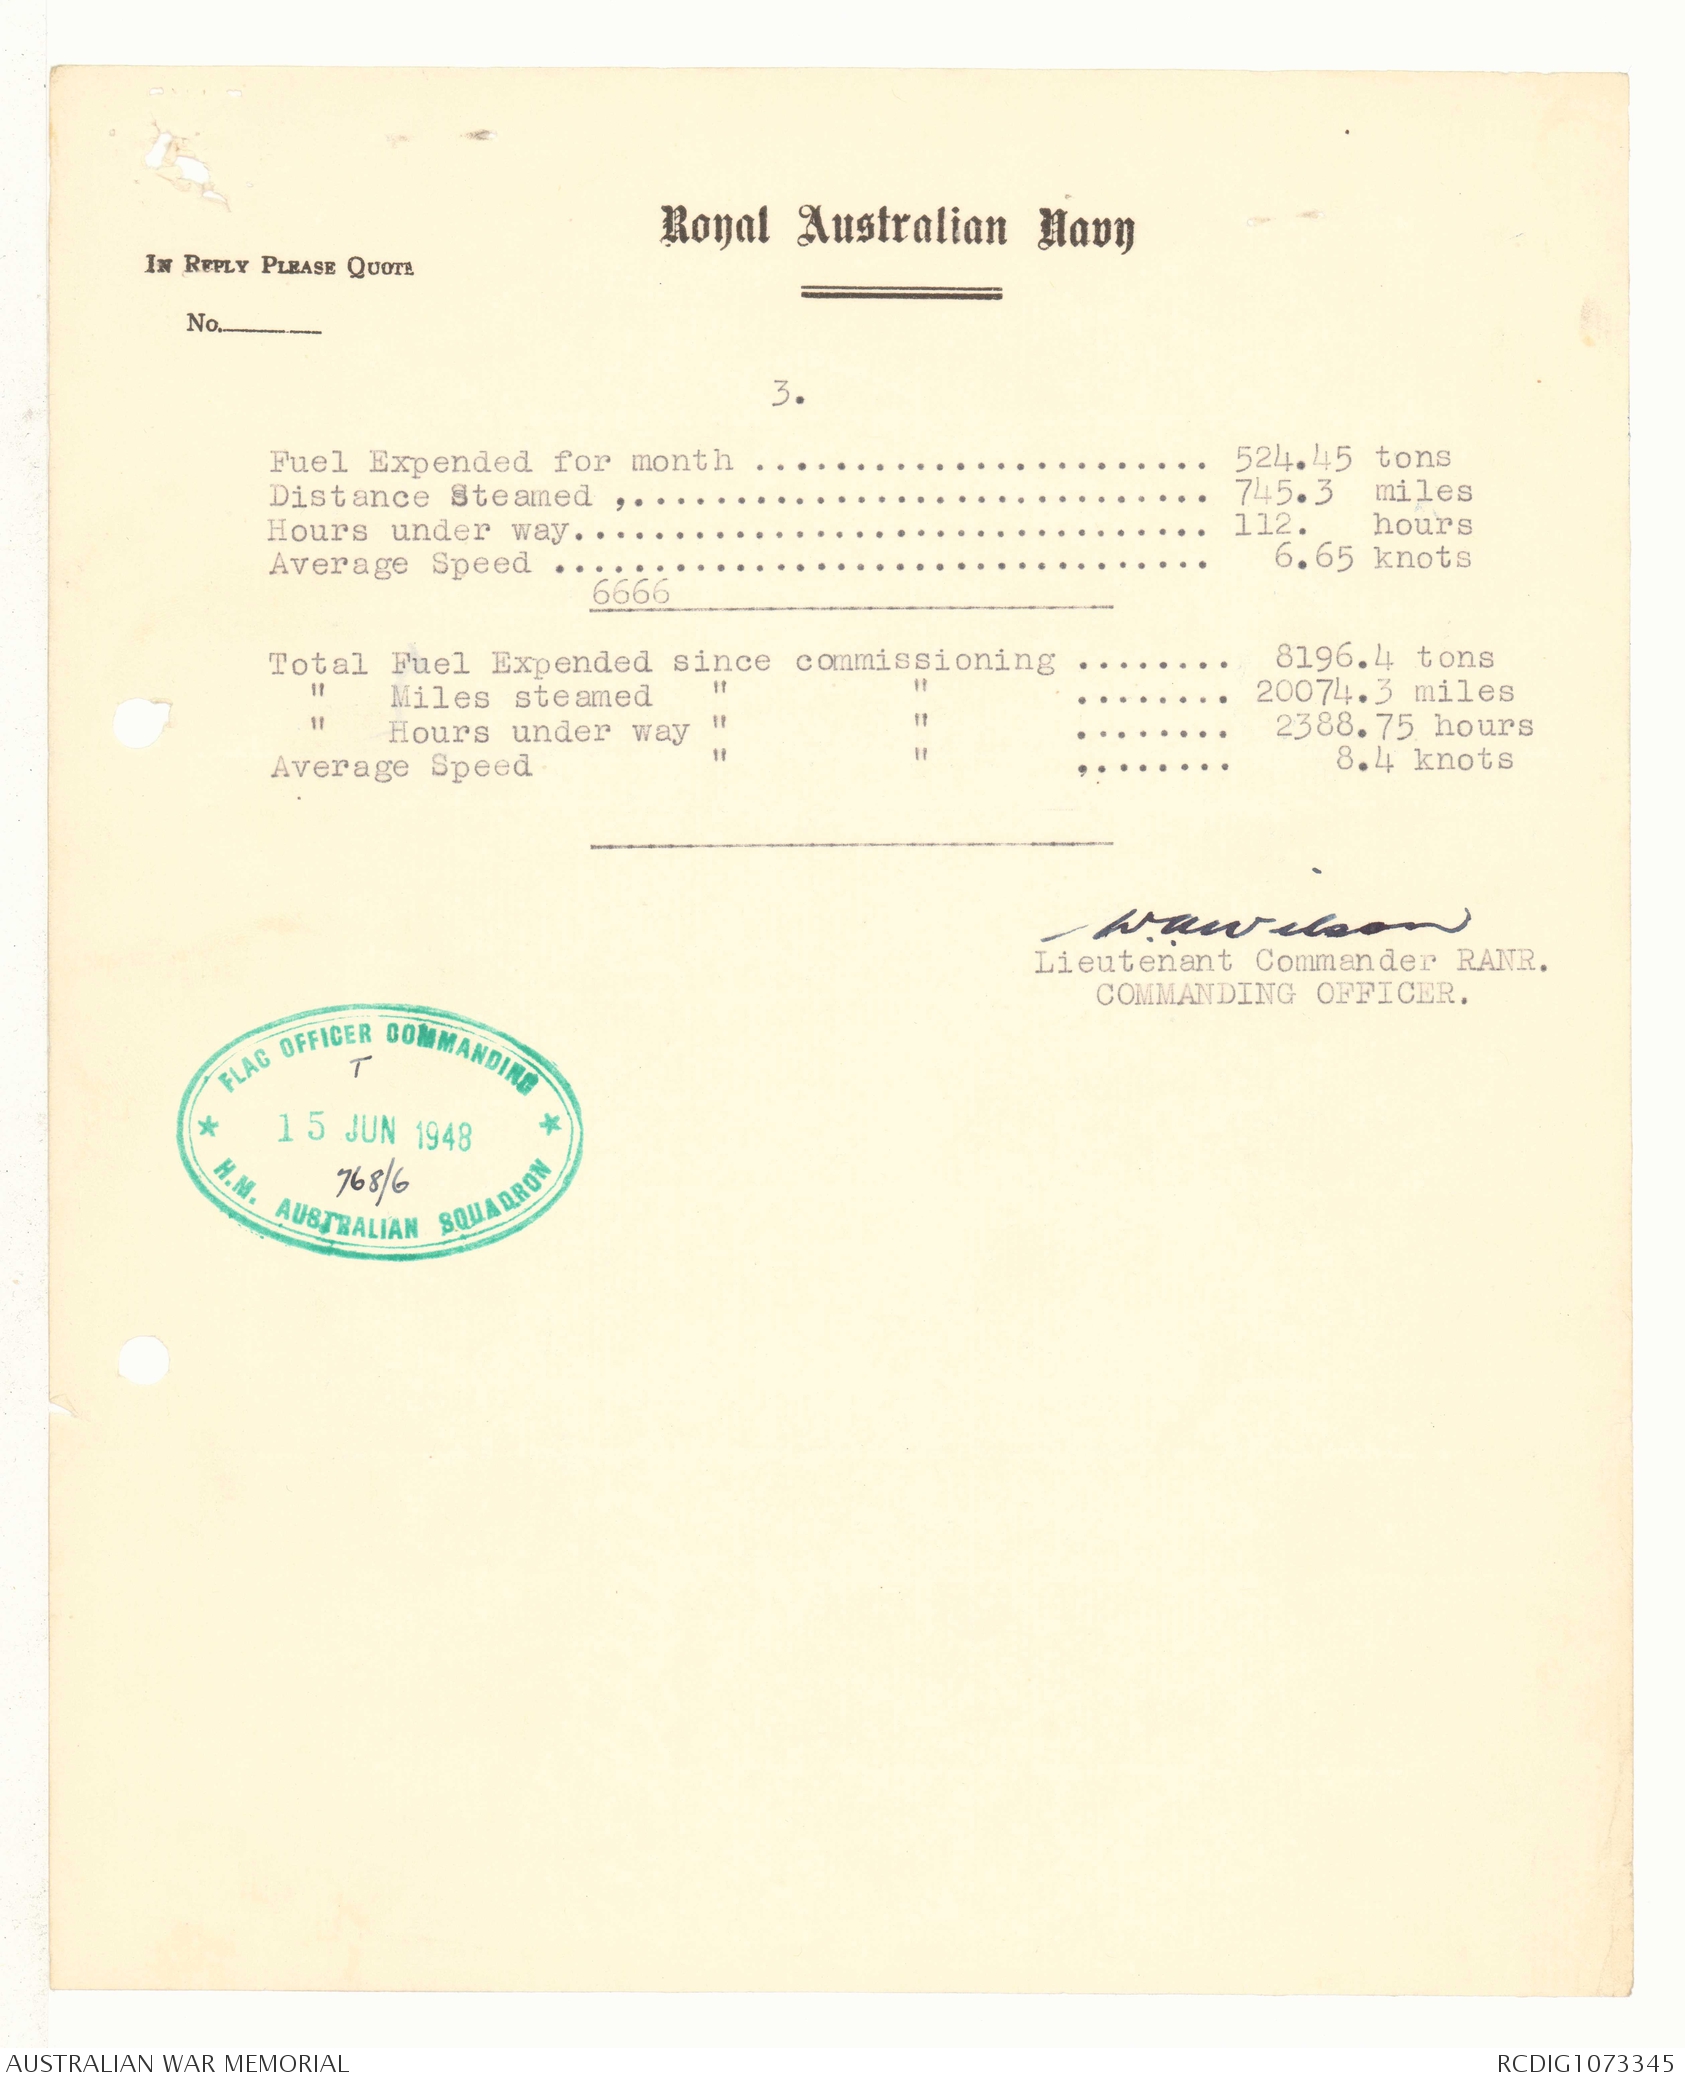 Royal Australian Navy
IN REPLY PLEASE QUOTE
No.
3.
Fuel Expended for month ....................... 524.45 tons
Distance Steamed ,............................. 745.3 miles
Hours under way................................ 112. hours
Average Speed ................................. 6.65 knots
6666
Total Fuel Expended since commissioning ........ 8196.4 tons
" Miles steamed " " ........ 20074.3 miles
" Hours under way " " ........ 2388.75 hours
Average Speed " " ,....... 8.4 knots
W.A.Wilson
Lieutenant Commander RANR.
COMMANDING OFFICER.
FLAG OFFICER COMMANDING
T
15 JUN 1948
768/6
H.M. AUSTRALIAN SQUADRON
AUSTRALIAN WAR MEMORIAL
RCDIG1073345